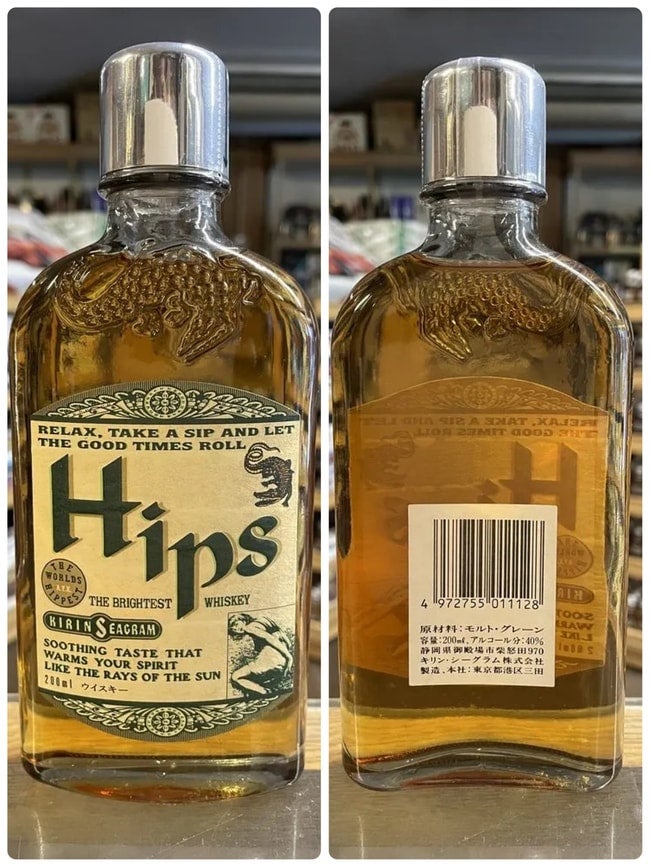 RELAX, TAKE A SIP AND LET
THE GOOD TIMES ROLL
Hips
THE
WORLDS
HIPPEST
THE BRIGHTEST WHISKEY
KIRIN SEAGRAM
SOOTHING TASTE THAT
WARMS YOUR SPIRIT
LIKE THE RAYS OF THE SUN
200ml ウイスキー
4 972755 011128
原材料:モルト・グレーン
容量:200ml、アルコール分:40%
静岡県御殿場市柴怒田970
キリン・シーグラム株式会社
製造、本社:東京都港区三田